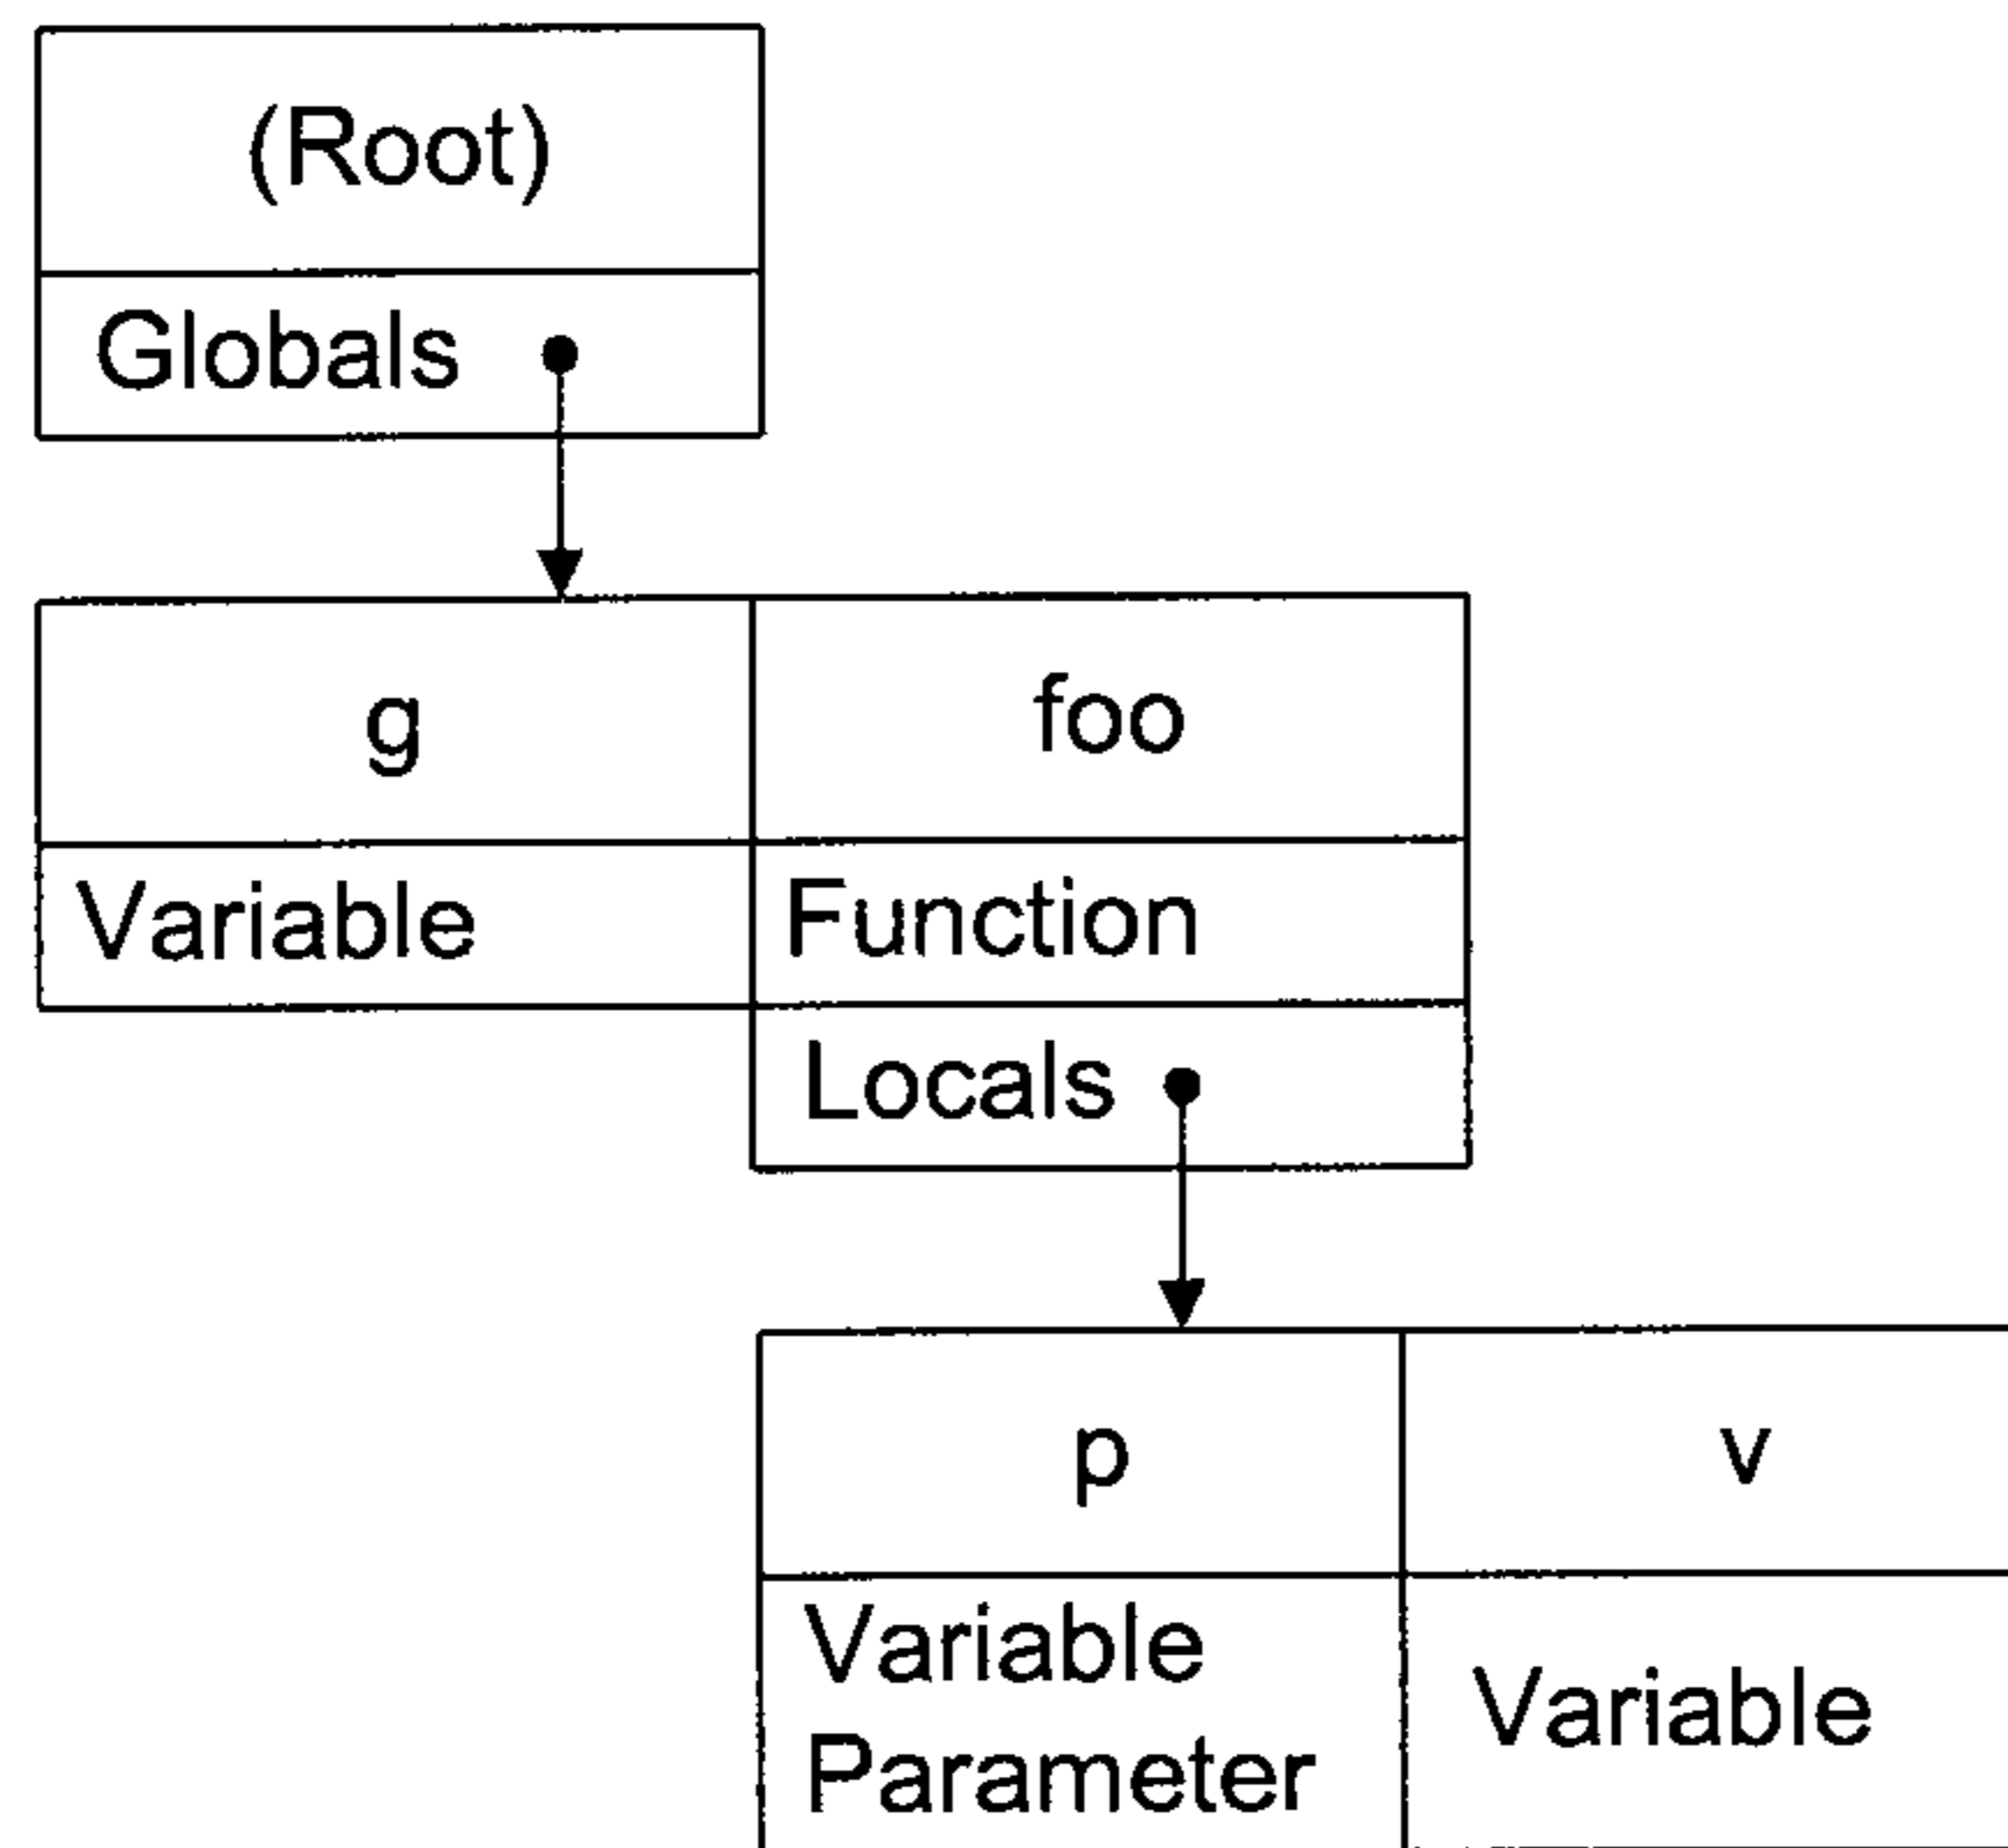 (Root)
Globals
g foo
Variable Function
Locals
p v
Variable
Parameter
Variable